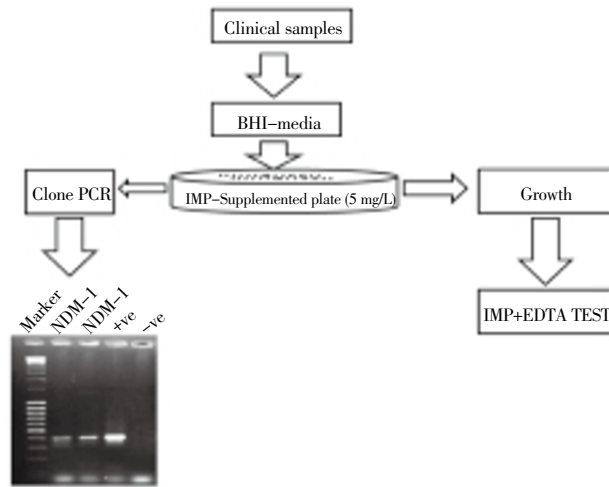 Clinical samples
BHI-media
Clone PCR
IMP-Supplemented plate (5 mg/L)
Growth
IMP+EDTA TEST
Marker
NDM-1
NDM-1
+ve
-ve